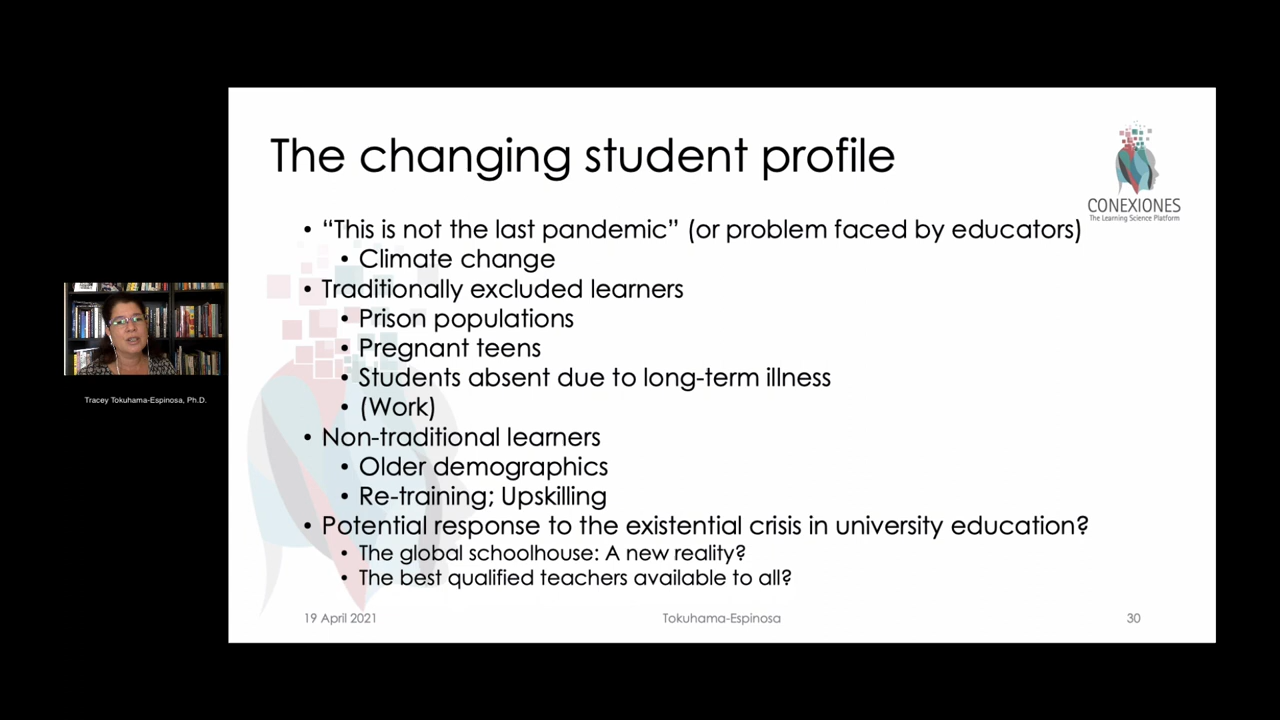 The changing student profile
CONEXIONES
The Learning Science Platform
• “This is not the last pandemic” (or problem faced by educators)
• Climate change
• Traditionally excluded learners
• Prison populations
• Pregnant teens
• Students absent due to long-term illness
• (Work)
• Non-traditional learners
• Older demographics
• Re-training; Upskilling
• Potential response to the existential crisis in university education?
• The global schoolhouse: A new reality?
• The best qualified teachers available to all?
19 April 2021
Tokuhama-Espinosa
30
Tracey Tokuhama-Espinosa, Ph.D.